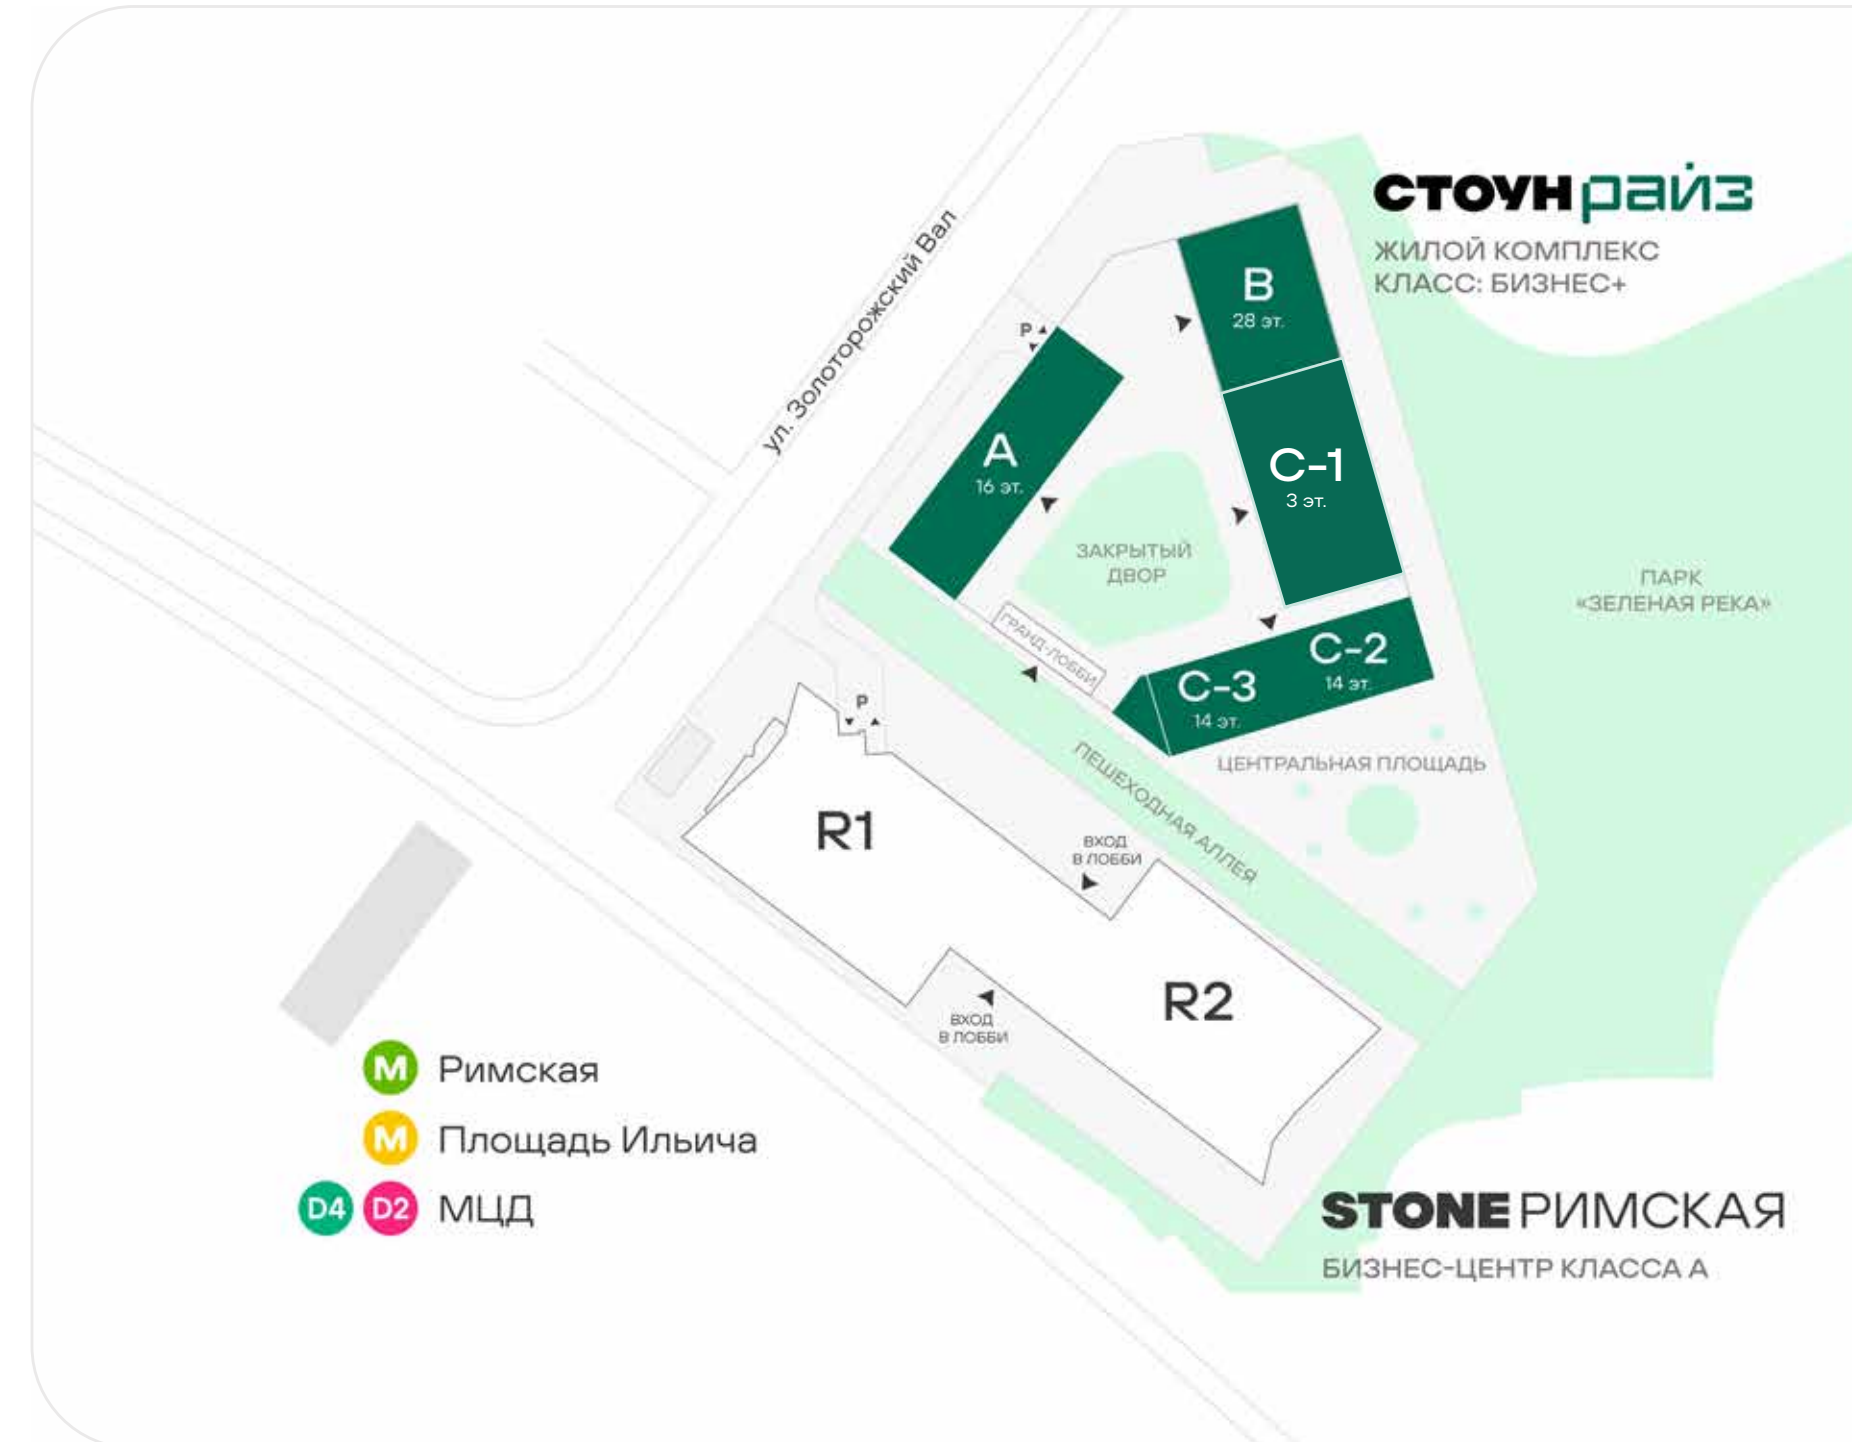 СТОУН райз
ЖИЛОЙ КОМПЛЕКС
КЛАСС: БИЗНЕС+
ул. Золоторожский Вал
B
28 эт.
P
A
16 эт.
C-1
3 эт.
ЗАКРЫТЫЙ
ДВОР
ПАРК
«ЗЕЛЕНАЯ РЕКА»
ГРАНД-ЛОББИ
C-2
14 эт.
C-3
14 эт.
P
ЦЕНТРАЛЬНАЯ ПЛОЩАДЬ
ПЕШЕХОДНАЯ АЛЛЕЯ
R1
ВХОД
В ЛОББИ
R2
ВХОД
В ЛОББИ
М Римская
М Площадь Ильича
D4 D2 МЦД
STONE РИМСКАЯ
БИЗНЕС-ЦЕНТР КЛАССА А